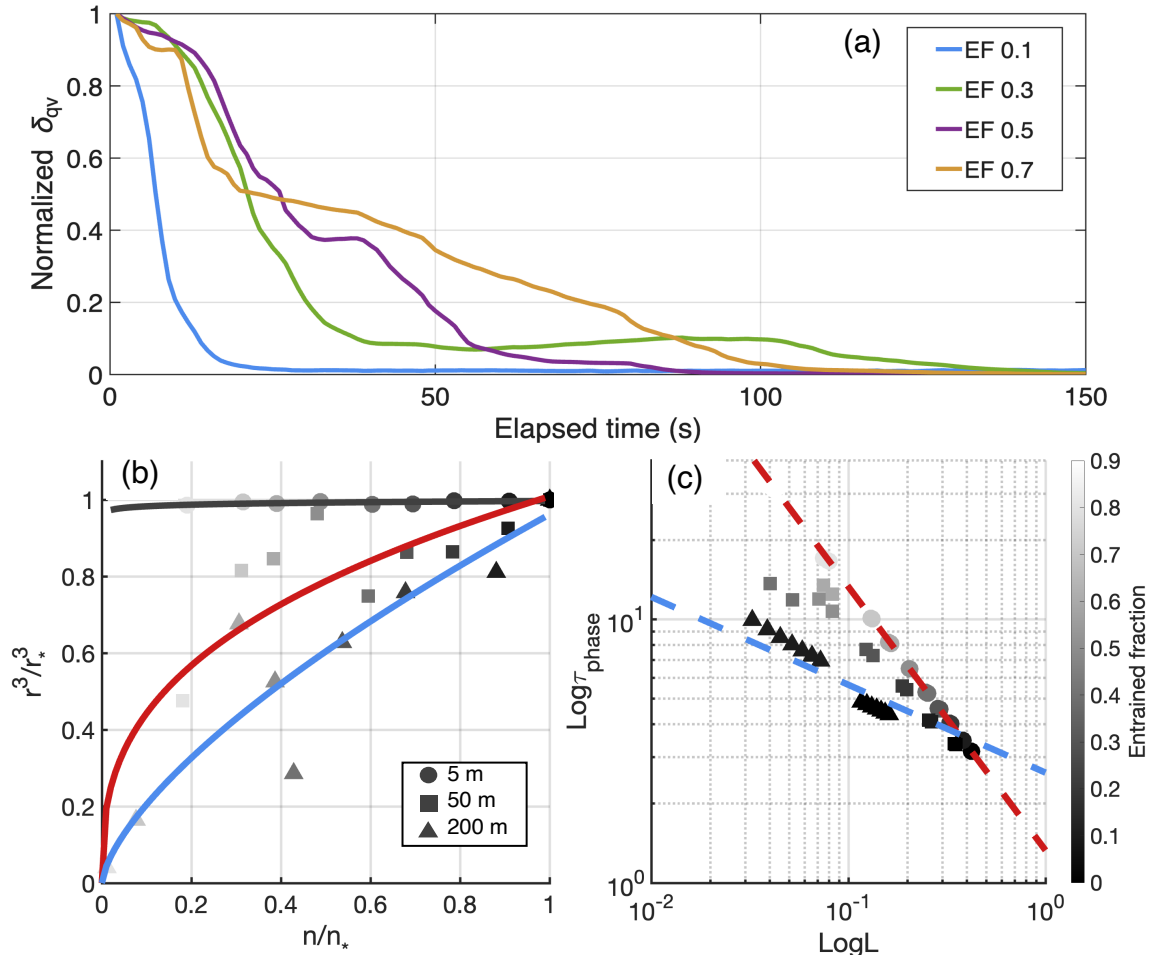 (a)
EF 0.1
EF 0.3
EF 0.5
EF 0.7
1
0.8
0.6
0.4
0.2
0
Normalized δqv
0 50 100 150
Elapsed time (s)
(b)
1
0.8
0.6
0.4
0.2
0
r³/r*³
5 m
50 m
200 m
0 0.2 0.4 0.6 0.8 1
n/n*
(c)
10¹
10⁰
Logτphase
10⁻² 10⁻¹ 10⁰
LogL
0.9
0.8
0.7
0.6
0.5
0.4
0.3
0.2
0.1
0
Entrained fraction